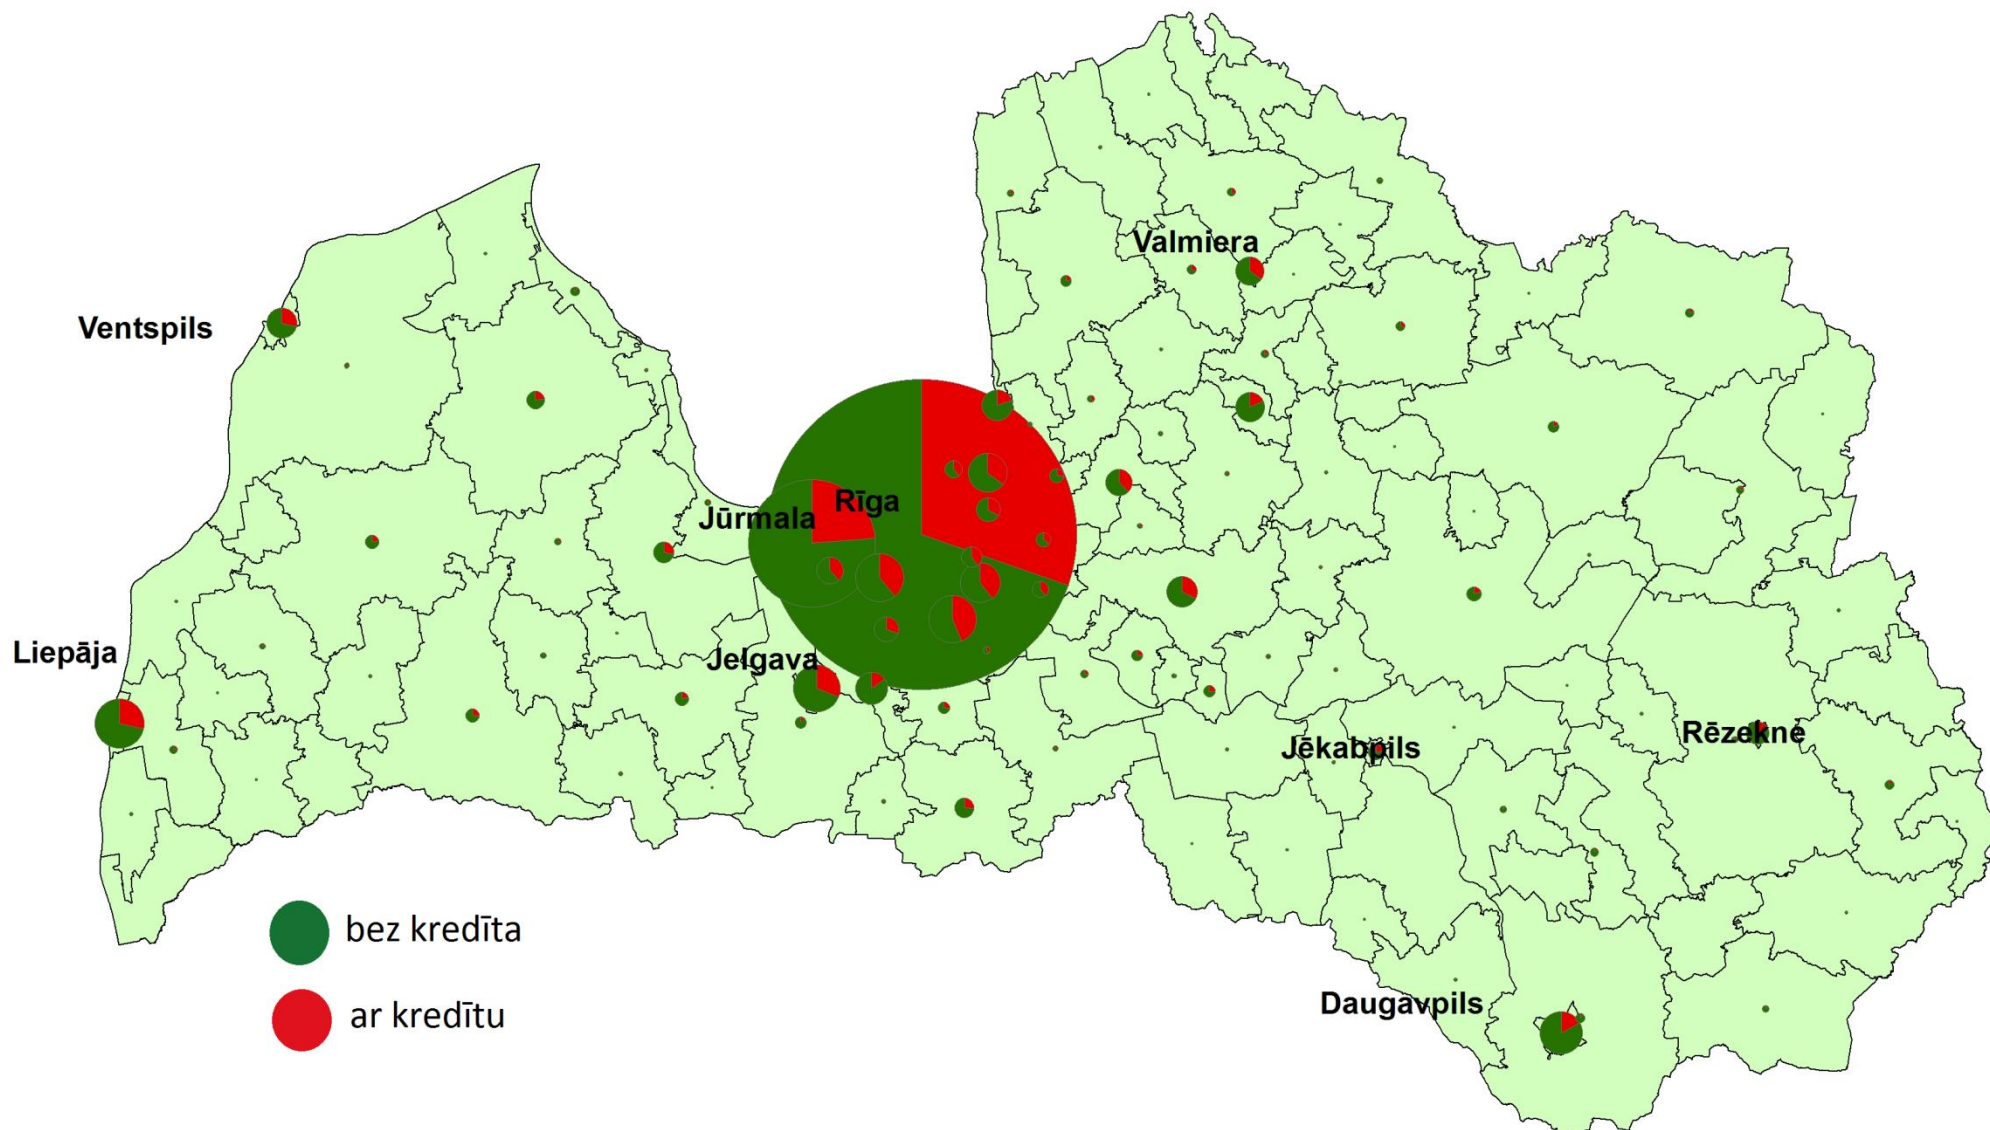 Valmiera
Ventspils
Rīga
Jūrmala
Liepāja
Jelgava
Jēkabpils
Rēzekne
bez kredīta
ar kredītu
Daugavpils